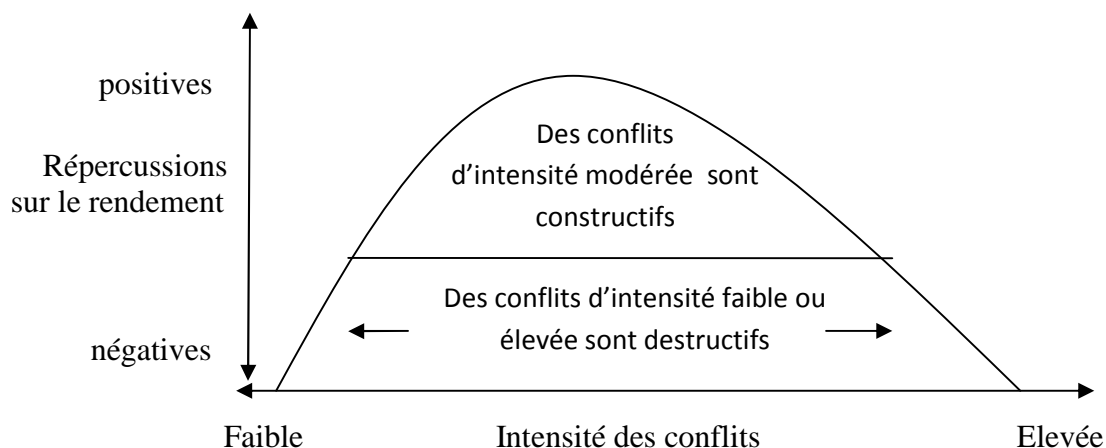 positives
Répercussions
sur le rendement
négatives
Des conflits
d’intensité modérée sont
constructifs
Des conflits d’intensité faible ou
élevée sont destructifs
Faible
Intensité des conflits
Elevée